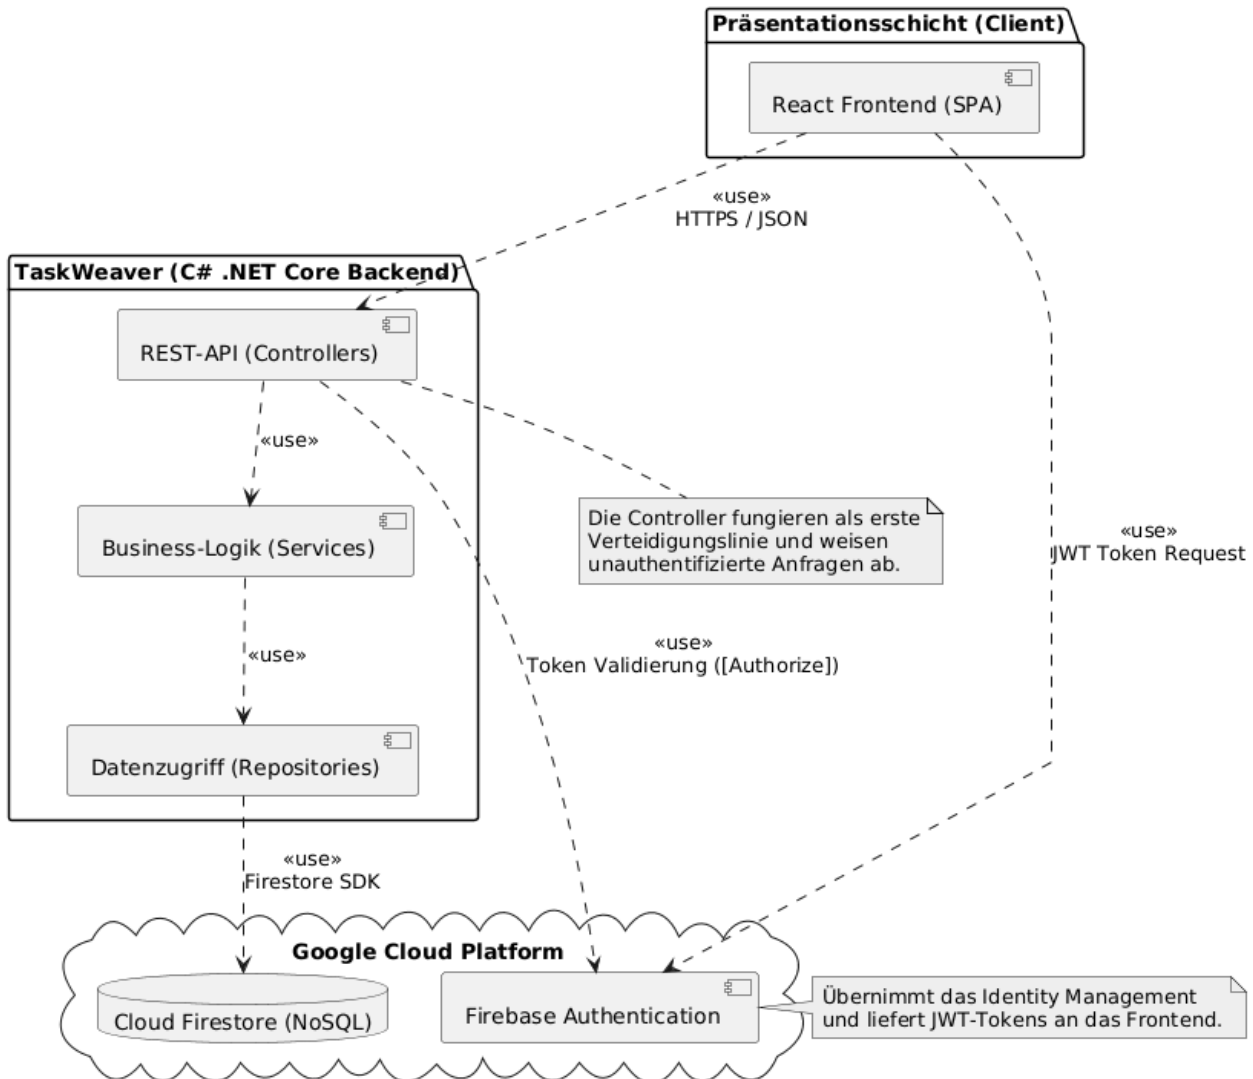 Präsentationsschicht (Client)
React Frontend (SPA)
«use»
HTTPS / JSON
TaskWeaver (C# .NET Core Backend)
REST-API (Controllers)
«use»
Die Controller fungieren als erste
Verteidigungslinie und weisen
unauthentifizierte Anfragen ab.
«use»
JWT Token Request
Business-Logik (Services)
«use»
«use»
Token Validierung ([Authorize])
Datenzugriff (Repositories)
«use»
Firestore SDK
Google Cloud Platform
Cloud Firestore (NoSQL)
Firebase Authentication
Übernimmt das Identity Management
und liefert JWT-Tokens an das Frontend.